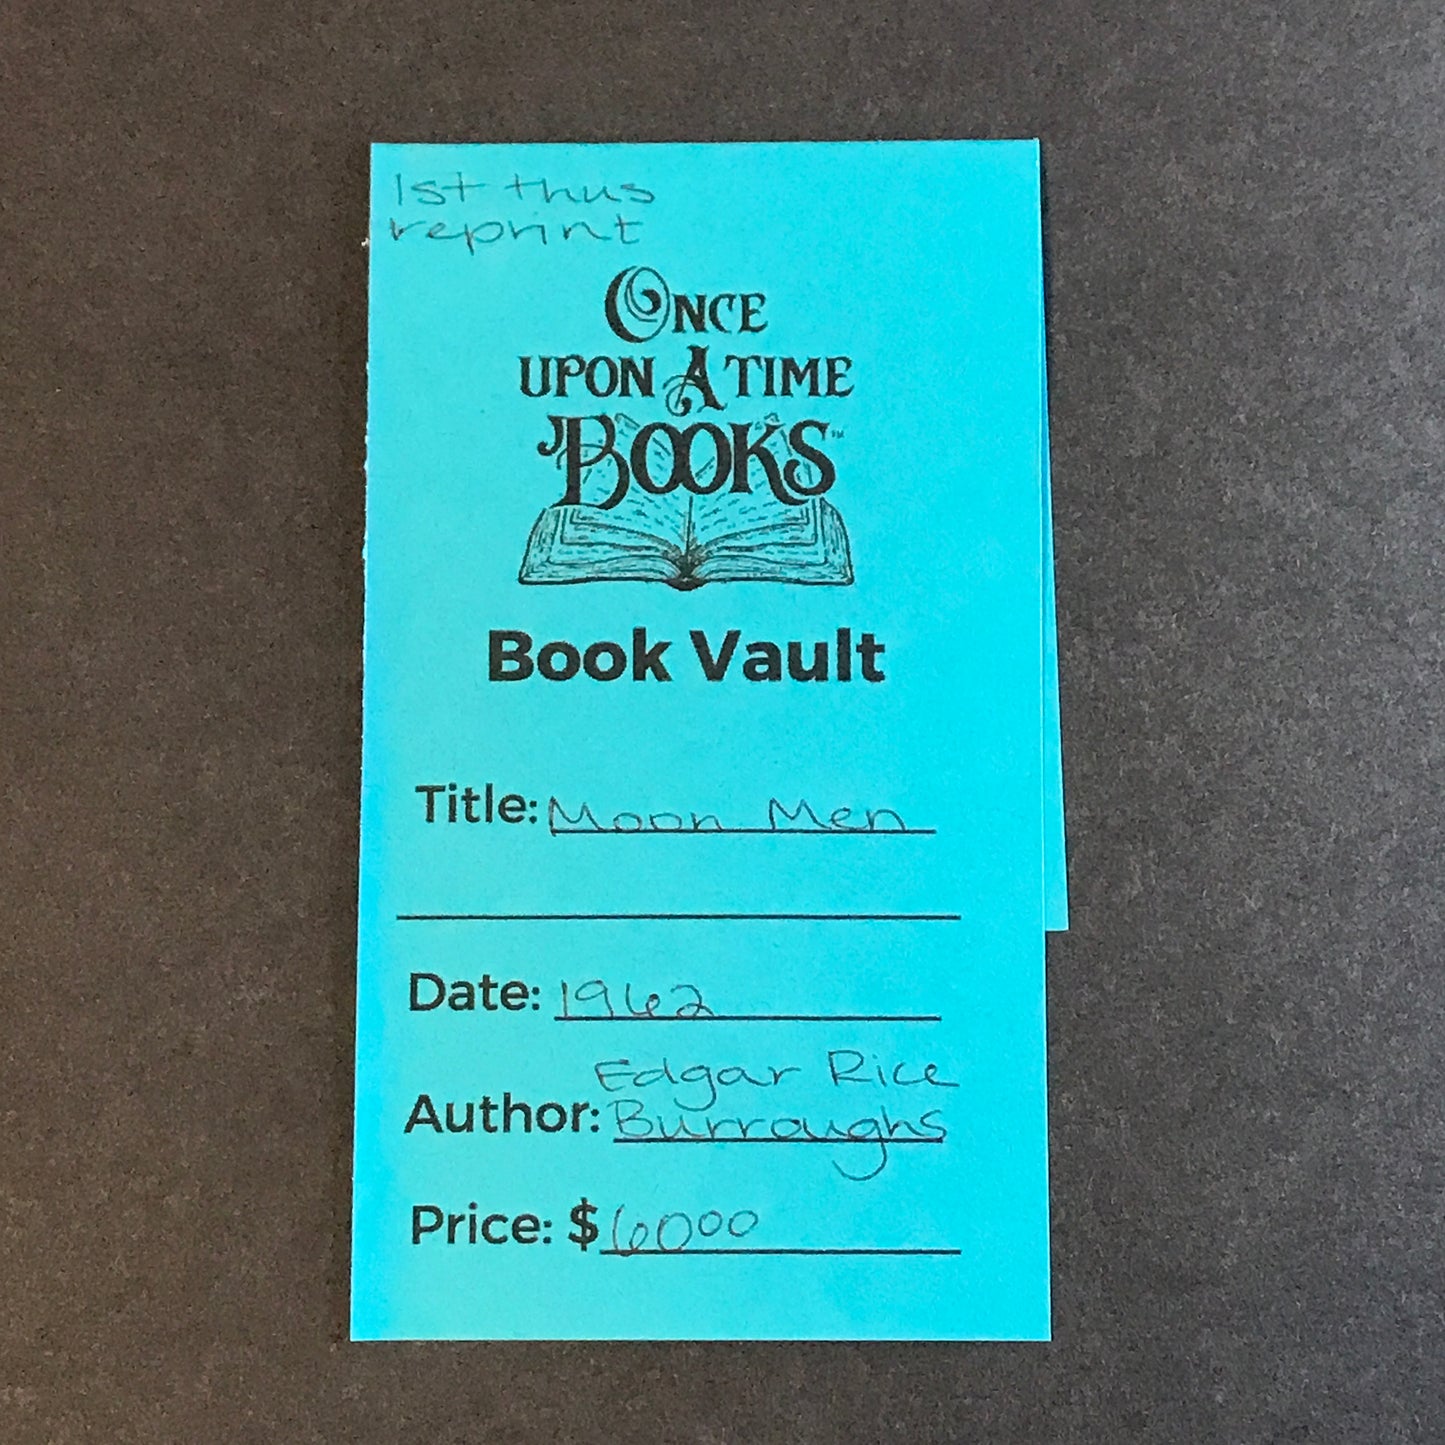 1st thus
reprint
ONCE
UPON A TIME
BOOKS™
Book Vault
Title: Moon Men
Date: 1962
Edgar Rice
Author: Burroughs
Price: $6000